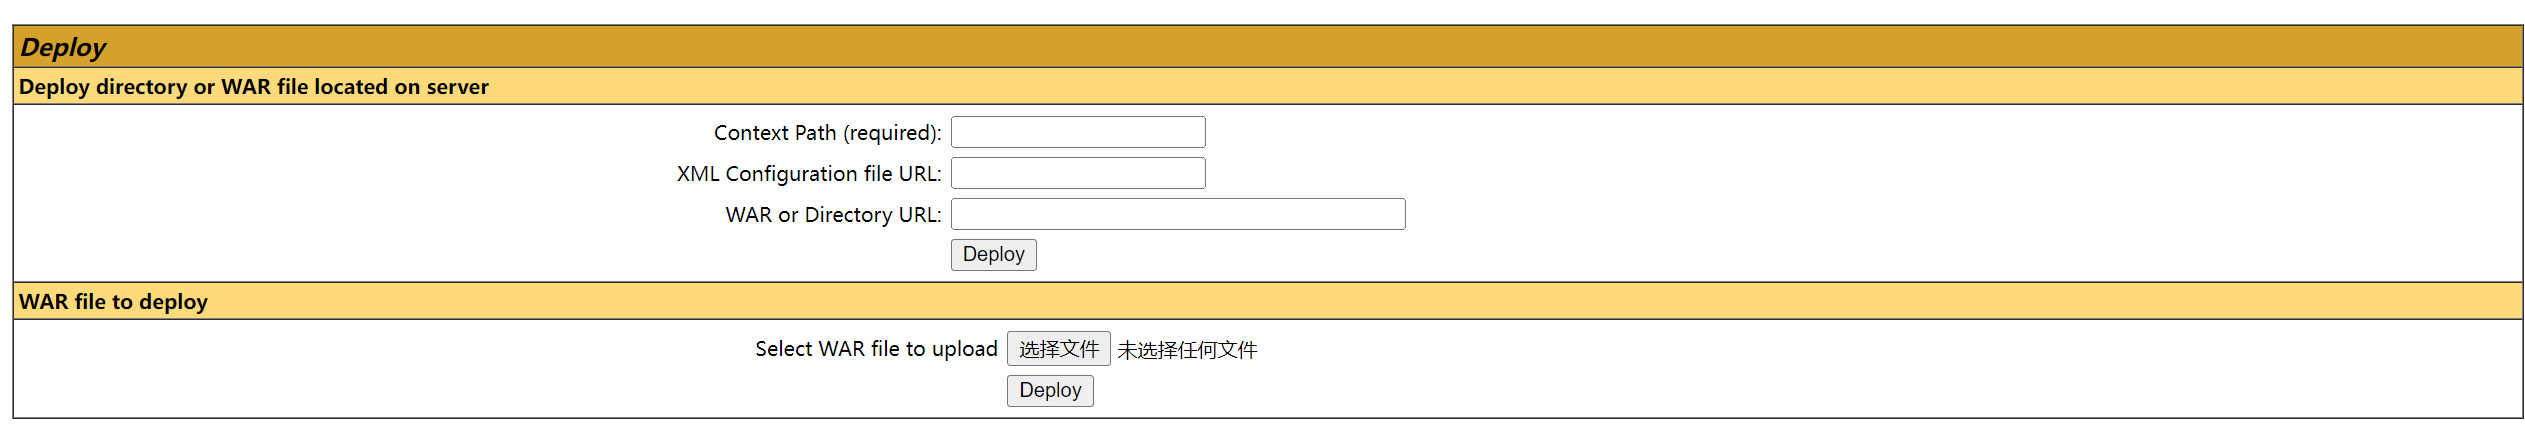 Deploy
Deploy directory or WAR file located on server
Context Path (required):
XML Configuration file URL:
WAR or Directory URL:
Deploy
WAR file to deploy
Select WAR file to upload 选择文件 未选择任何文件
Deploy